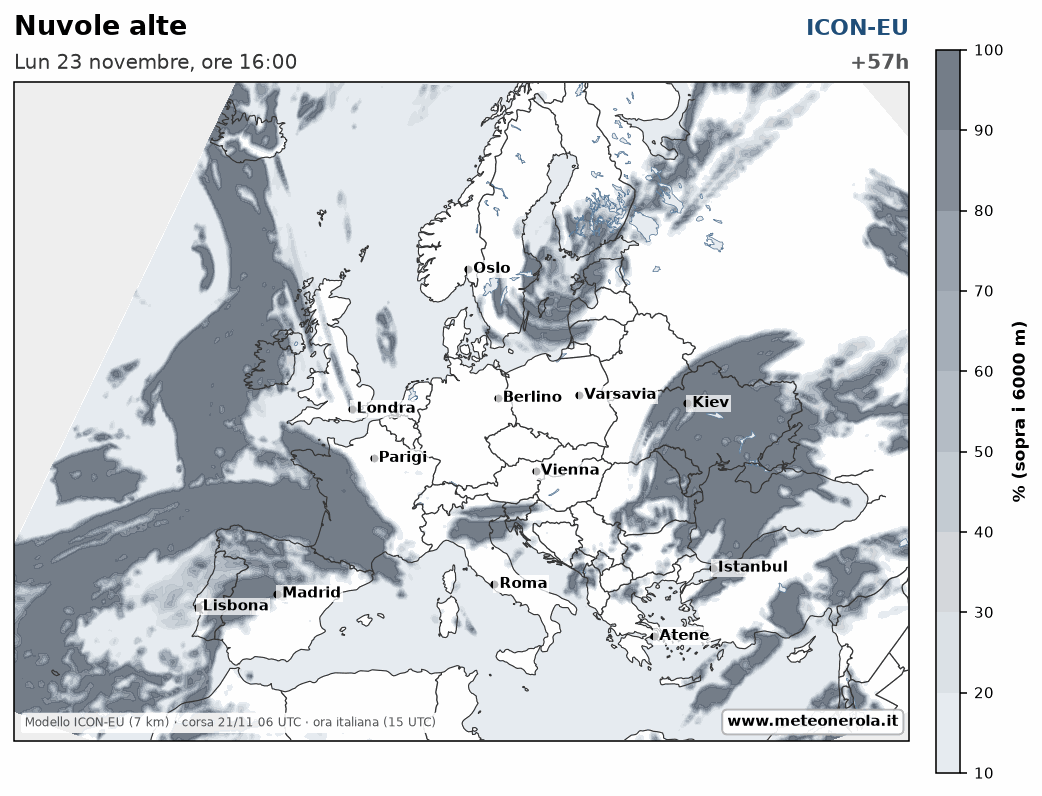 Nuvole alte
ICON-EU
Lun 23 novembre, ore 16:00
+57h
100
90
80
70
60
50
40
30
20
10
% (sopra i 6000 m)
Oslo
Londra
Berlino
Varsavia
Kiev
Parigi
Vienna
Istanbul
Roma
Madrid
Lisbona
Atene
Modello ICON-EU (7 km) · corsa 21/11 06 UTC · ora italiana (15 UTC)
www.meteonerola.it